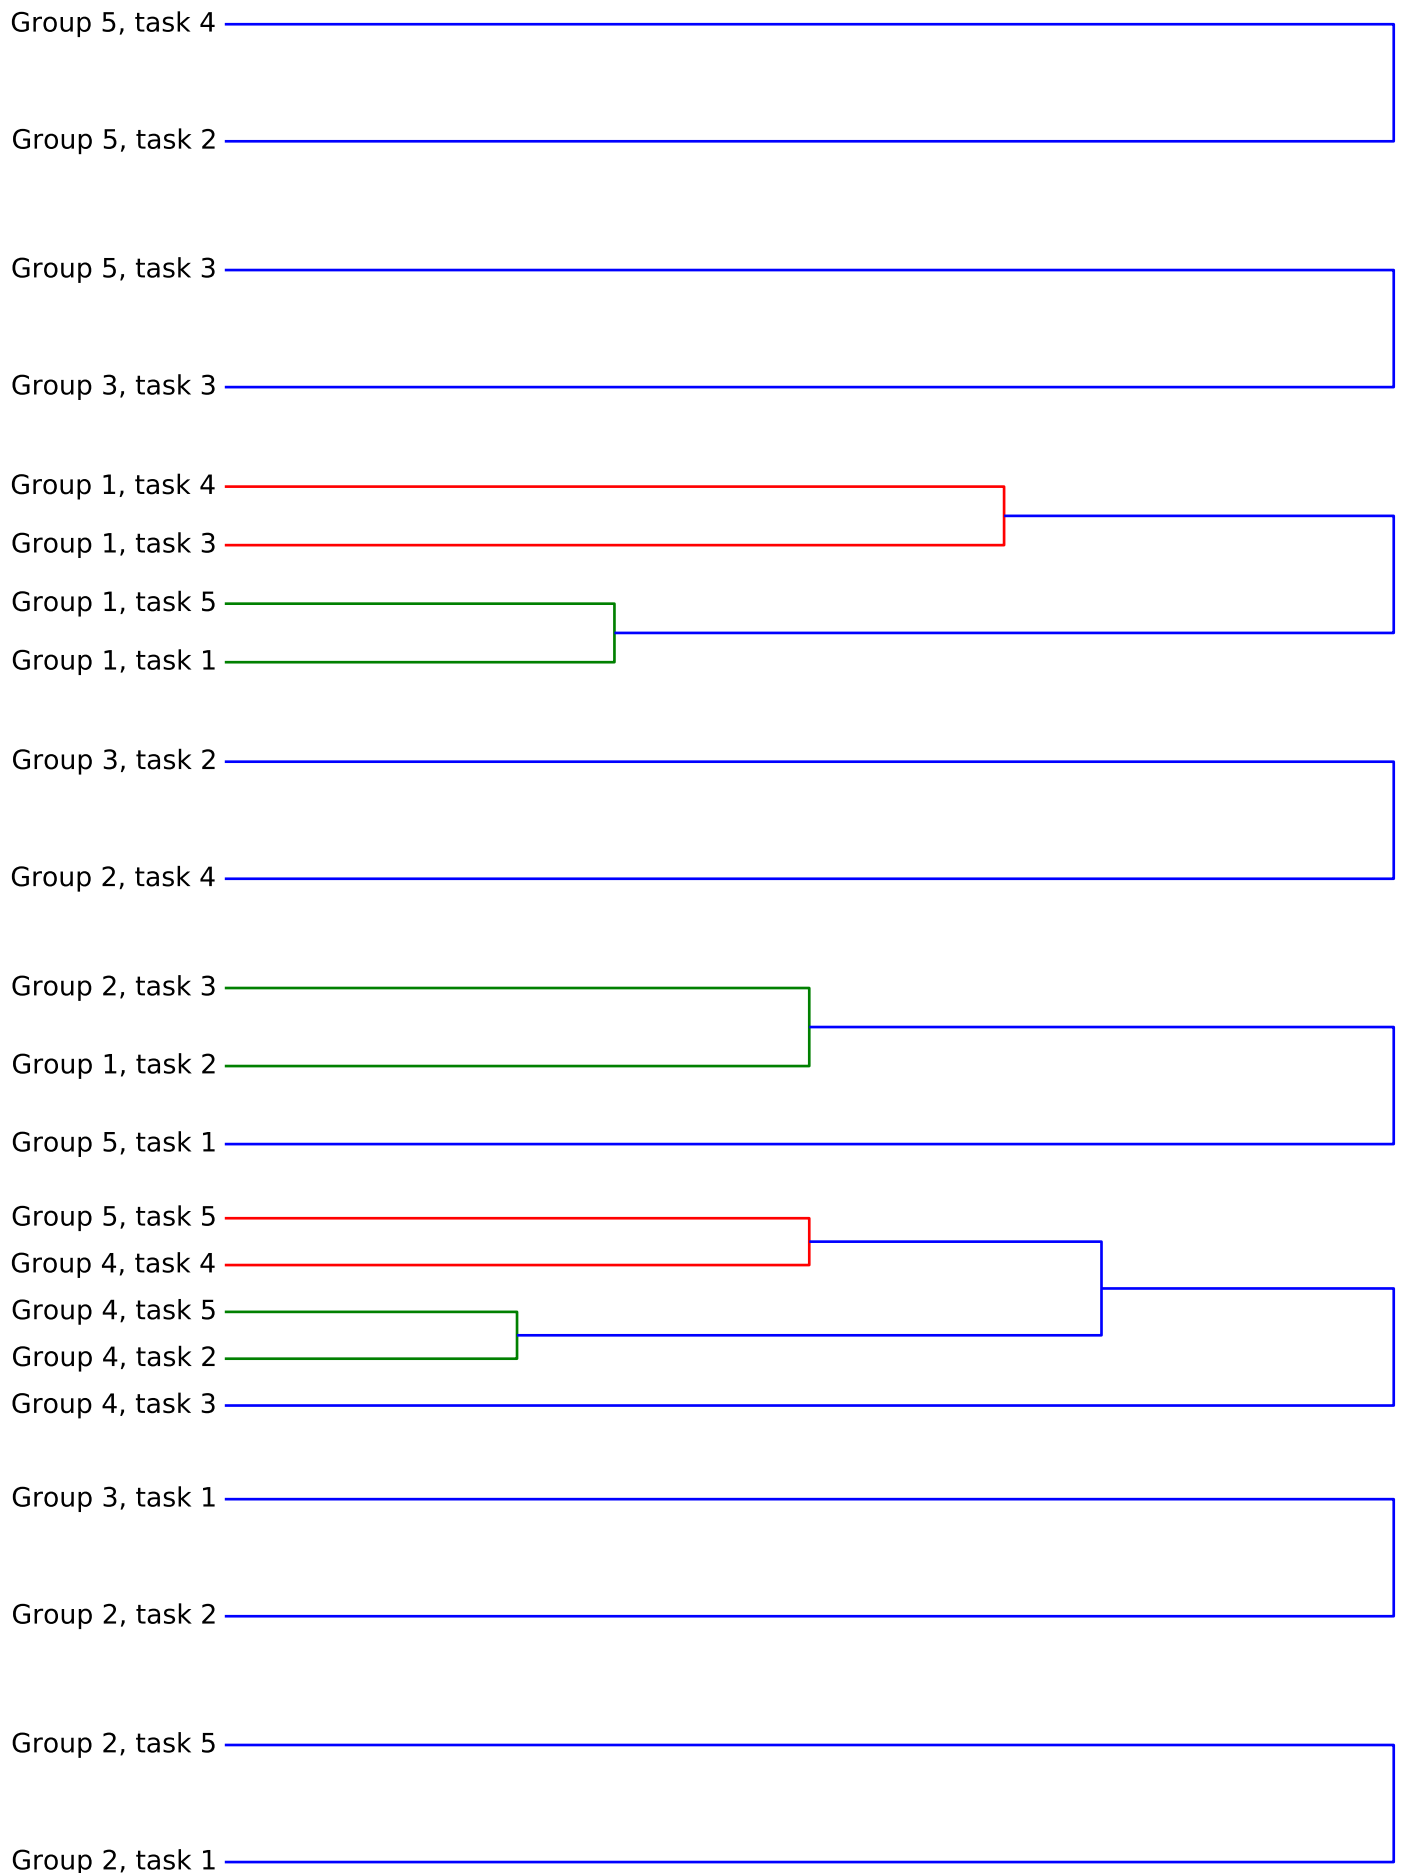 Group 5, task 4
Group 5, task 2
Group 5, task 3
Group 3, task 3
Group 1, task 4
Group 1, task 3
Group 1, task 5
Group 1, task 1
Group 3, task 2
Group 2, task 4
Group 2, task 3
Group 1, task 2
Group 5, task 1
Group 5, task 5
Group 4, task 4
Group 4, task 5
Group 4, task 2
Group 4, task 3
Group 3, task 1
Group 2, task 2
Group 2, task 5
Group 2, task 1